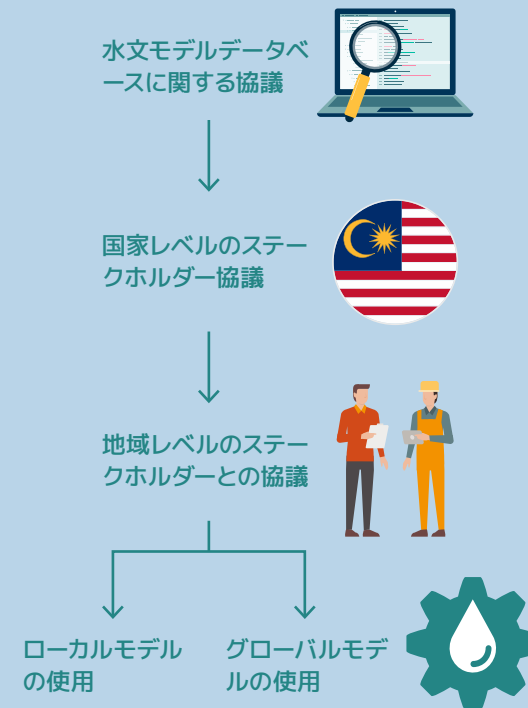 水文モデルデータベ
ースに関する協議
国家レベルのステー
クホルダー協議
地域レベルのステー
クホルダーとの協議
ローカルモデル
の使用
グローバルモデ
ルの使用